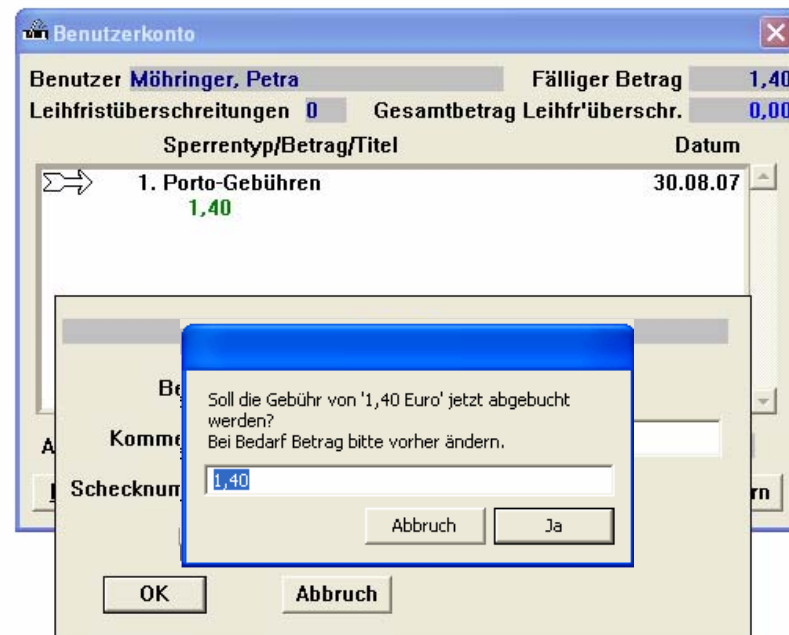 Benutzerkonto
Benutzer Möhringer, Petra Fälliger Betrag 1,40
Leihfristüberschreitungen 0 Gesamtbetrag Leihfr'überschr. 0,00
Sperrentyp/Betrag/Titel Datum
1. Porto-Gebühren 30.08.07
1,40
Soll die Gebühr von '1,40 Euro' jetzt abgebucht
werden?
Bei Bedarf Betrag bitte vorher ändern.
1,40
Abbruch Ja
OK Abbruch